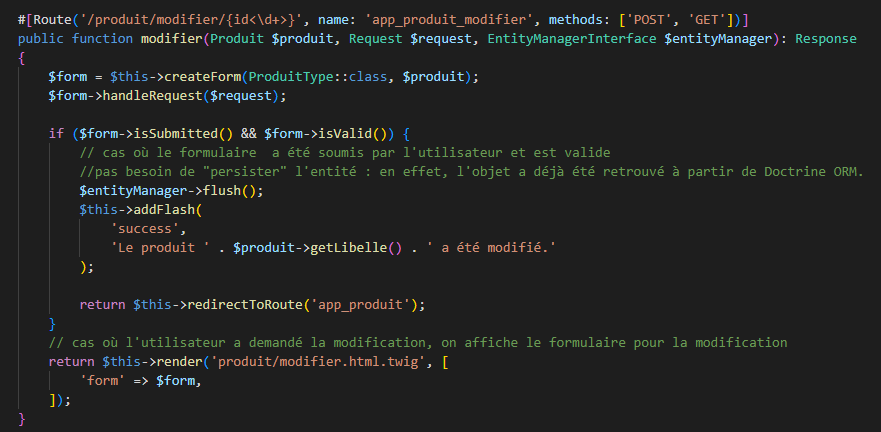 #[Route('/produit/modifier/{id<\d+>}', name: 'app_produit_modifier', methods: ['POST', 'GET'])]
public function modifier(Produit $produit, Request $request, EntityManagerInterface $entityManager): Response
{
    $form = $this->createForm(ProduitType::class, $produit);
    $form->handleRequest($request);

    if ($form->isSubmitted() && $form->isValid()) {
        // cas où le formulaire  a été soumis par l'utilisateur et est valide
        //pas besoin de "persister" l'entité : en effet, l'objet a déjà été retrouvé à partir de Doctrine ORM.
        $entityManager->flush();
        $this->addFlash(
            'success',
            'Le produit ' . $produit->getLibelle() . ' a été modifié.'
        );

        return $this->redirectToRoute('app_produit');
    }
    // cas où l'utilisateur a demandé la modification, on affiche le formulaire pour la modification
    return $this->render('produit/modifier.html.twig', [
        'form' => $form,
    ]);
}